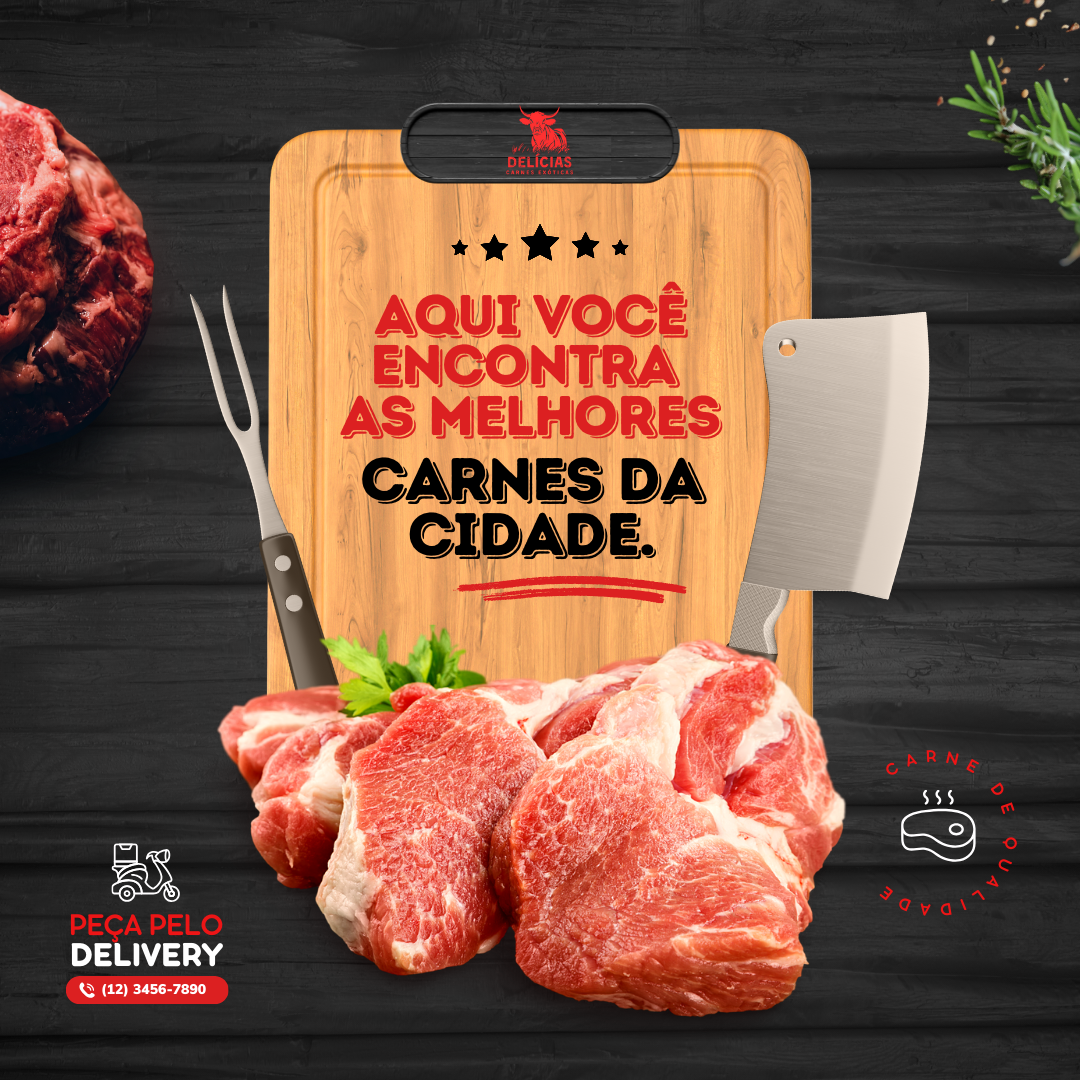 DELÍCIAS
CARNES EXÓTICAS
AQUI VOCÊ
ENCONTRA
AS MELHORES
CARNES DA
CIDADE.
CARNE DE QUALIDADE
PEÇA PELO
DELIVERY
(12) 3456-7890